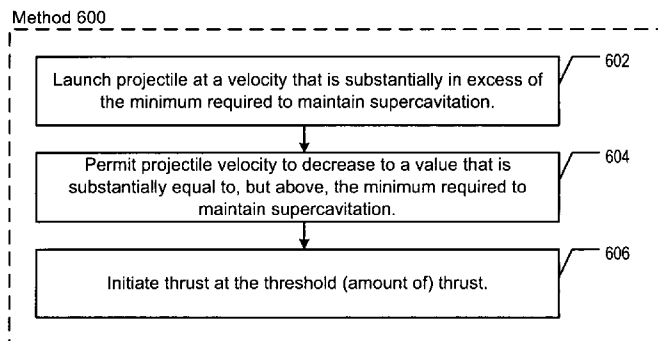 Method 600
Launch projectile at a velocity that is substantially in excess of
the minimum required to maintain supercavitation.
602
Permit projectile velocity to decrease to a value that is
substantially equal to, but above, the minimum required to
maintain supercavitation.
604
Initiate thrust at the threshold (amount of) thrust.
606